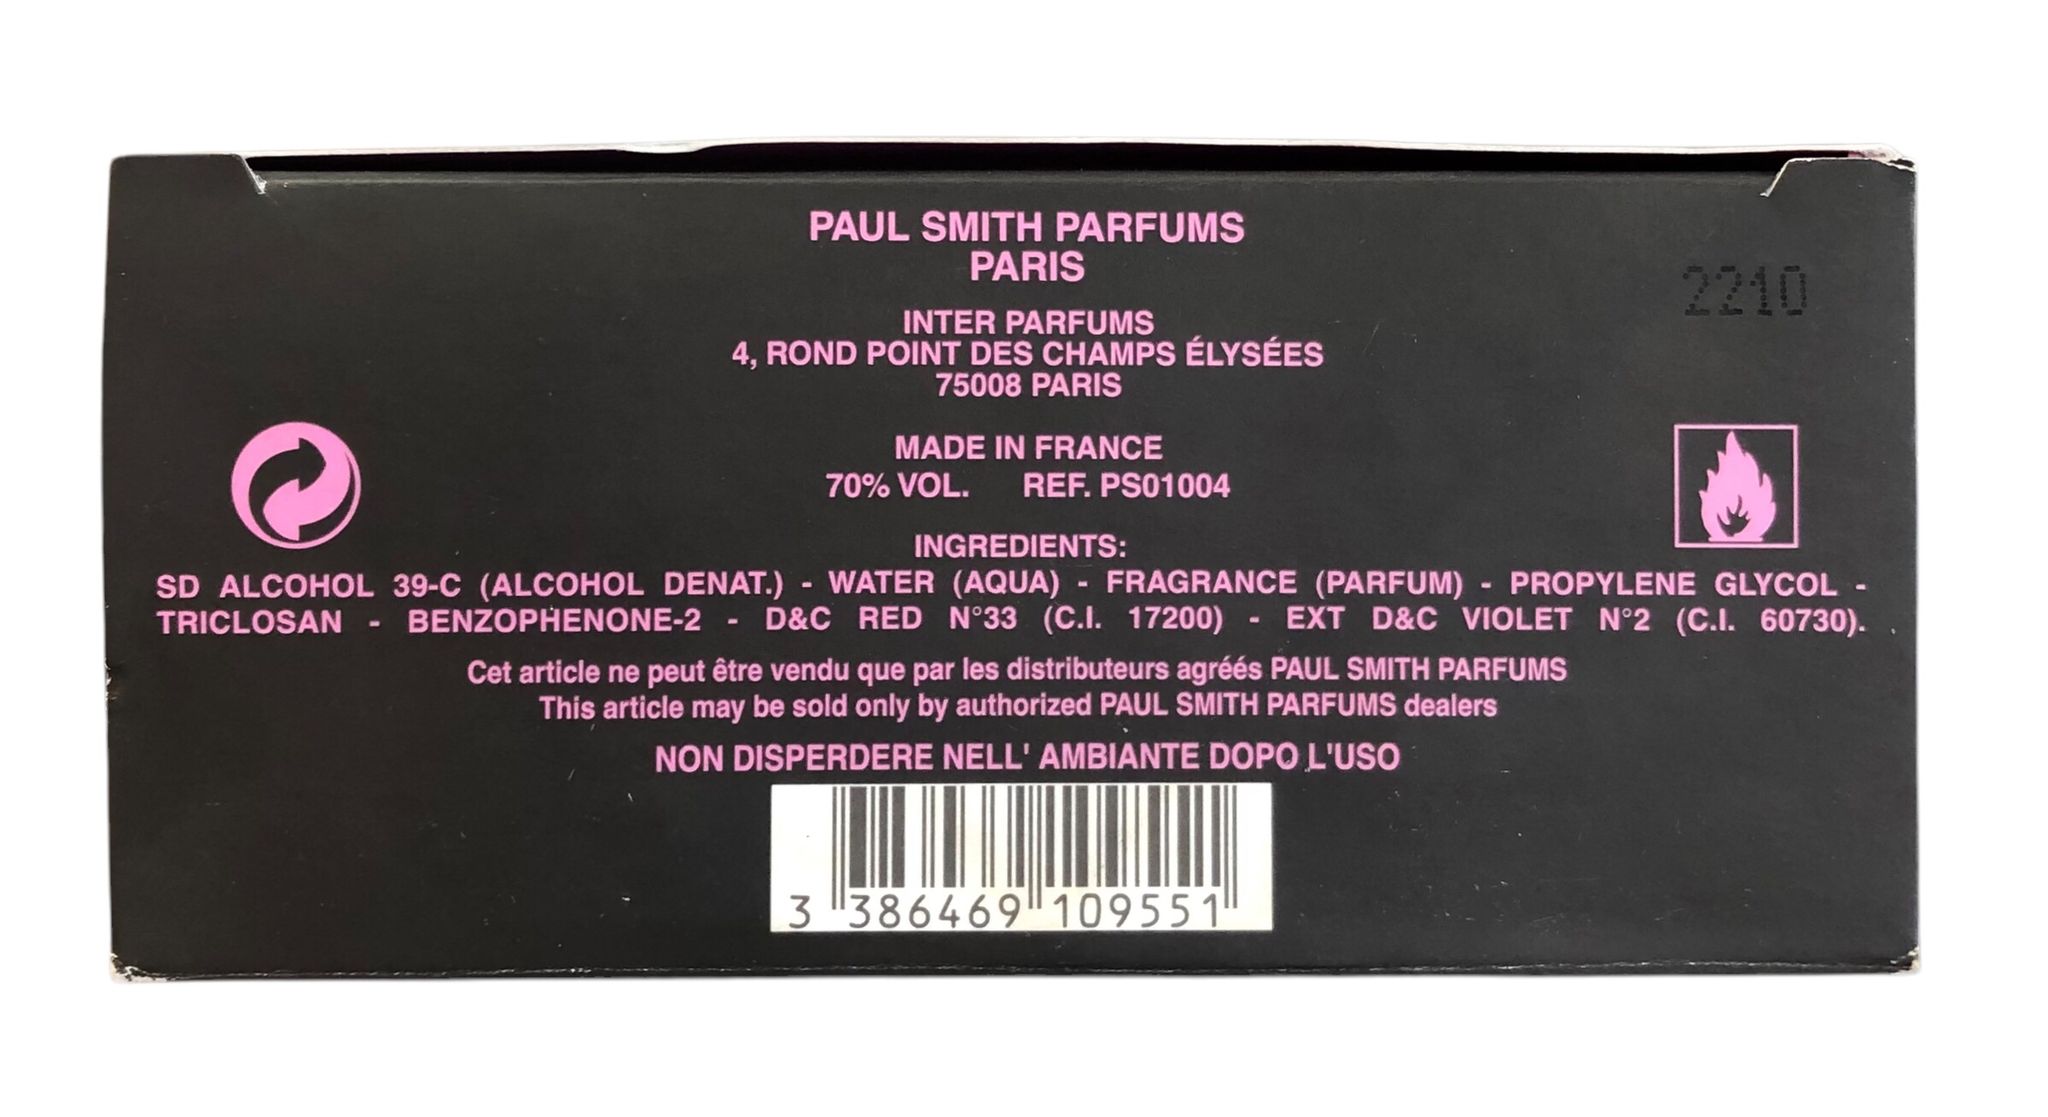 PAUL SMITH PARFUMS
PARIS
2210
INTER PARFUMS
4, ROND POINT DES CHAMPS ÉLYSÉES
75008 PARIS
MADE IN FRANCE
70% VOL. REF. PS01004
INGREDIENTS:
SD ALCOHOL 39-C (ALCOHOL DENAT.) - WATER (AQUA) - FRAGRANCE (PARFUM) - PROPYLENE GLYCOL -
TRICLOSAN - BENZOPHENONE-2 - D&C RED N°33 (C.I. 17200) - EXT D&C VIOLET N°2 (C.I. 60730).
Cet article ne peut être vendu que par les distributeurs agréés PAUL SMITH PARFUMS
This article may be sold only by authorized PAUL SMITH PARFUMS dealers
NON DISPERDERE NELL' AMBIANTE DOPO L'USO
3 386469 109551